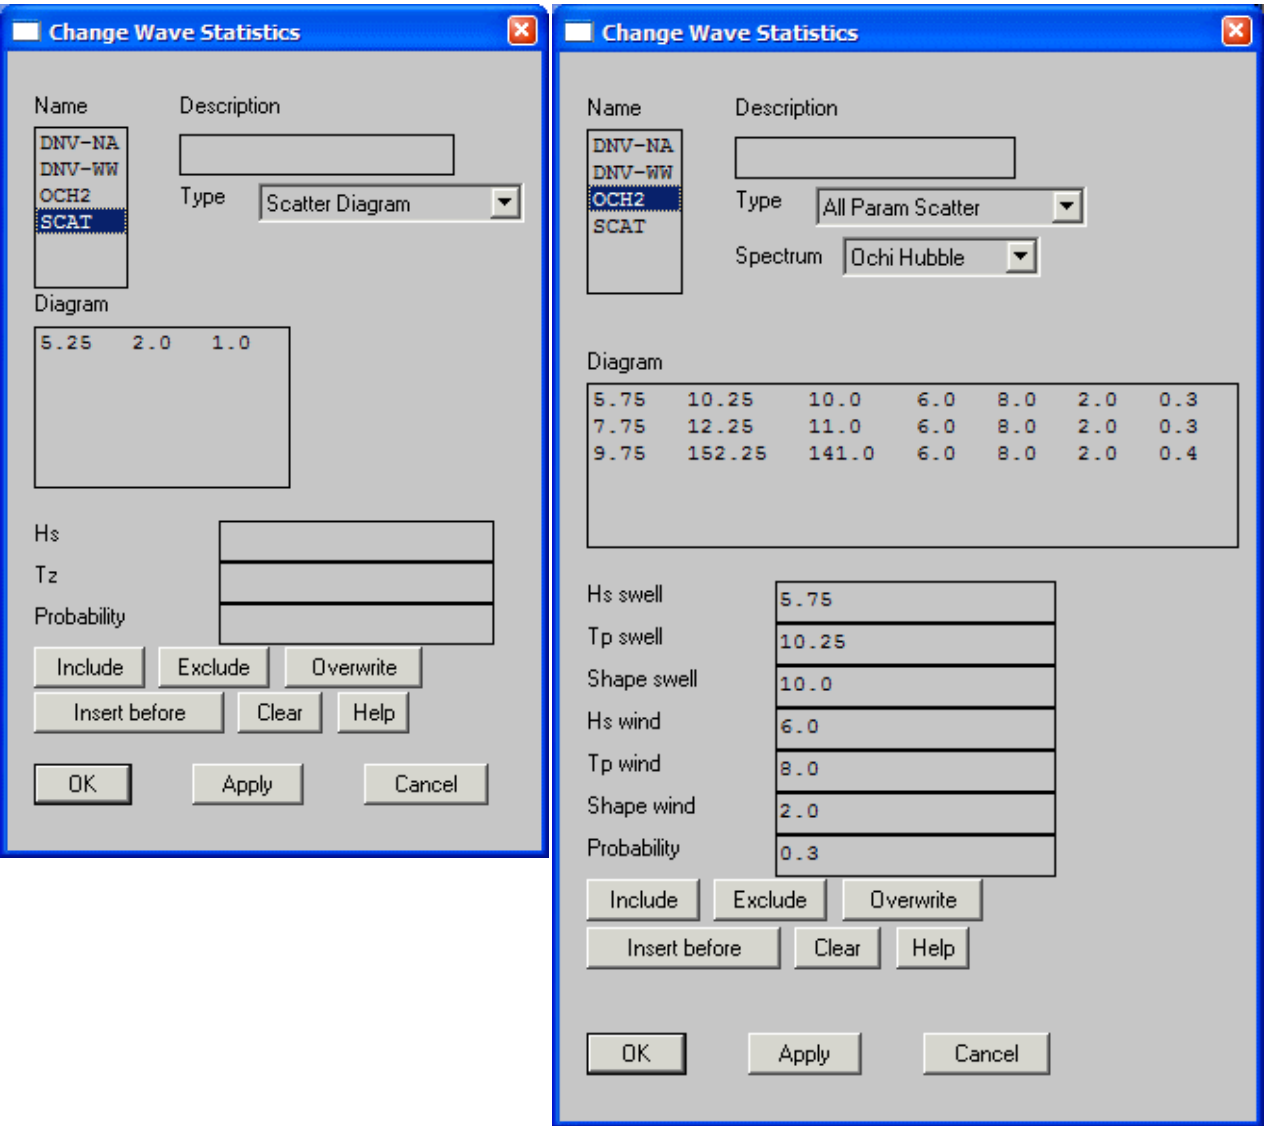 Change Wave Statistics
Name Description
DNV-NA
DNV-WW
OCH2
SCAT
Type Scatter Diagram
Diagram
5.25 2.0 1.0
Hs
Tz
Probability
Include Exclude Overwrite
Insert before Clear Help
OK Apply Cancel
Change Wave Statistics
Name Description
DNV-NA
DNV-WW
OCH2
SCAT
Type All Param Scatter
Spectrum Ochi Hubble
Diagram
5.75 10.25 10.0 6.0 8.0 2.0 0.3
7.75 12.25 11.0 6.0 8.0 2.0 0.3
9.75 152.25 141.0 6.0 8.0 2.0 0.4
Hs swell 5.75
Tp swell 10.25
Shape swell 10.0
Hs wind 6.0
Tp wind 8.0
Shape wind 2.0
Probability 0.3
Include Exclude Overwrite
Insert before Clear Help
OK Apply Cancel